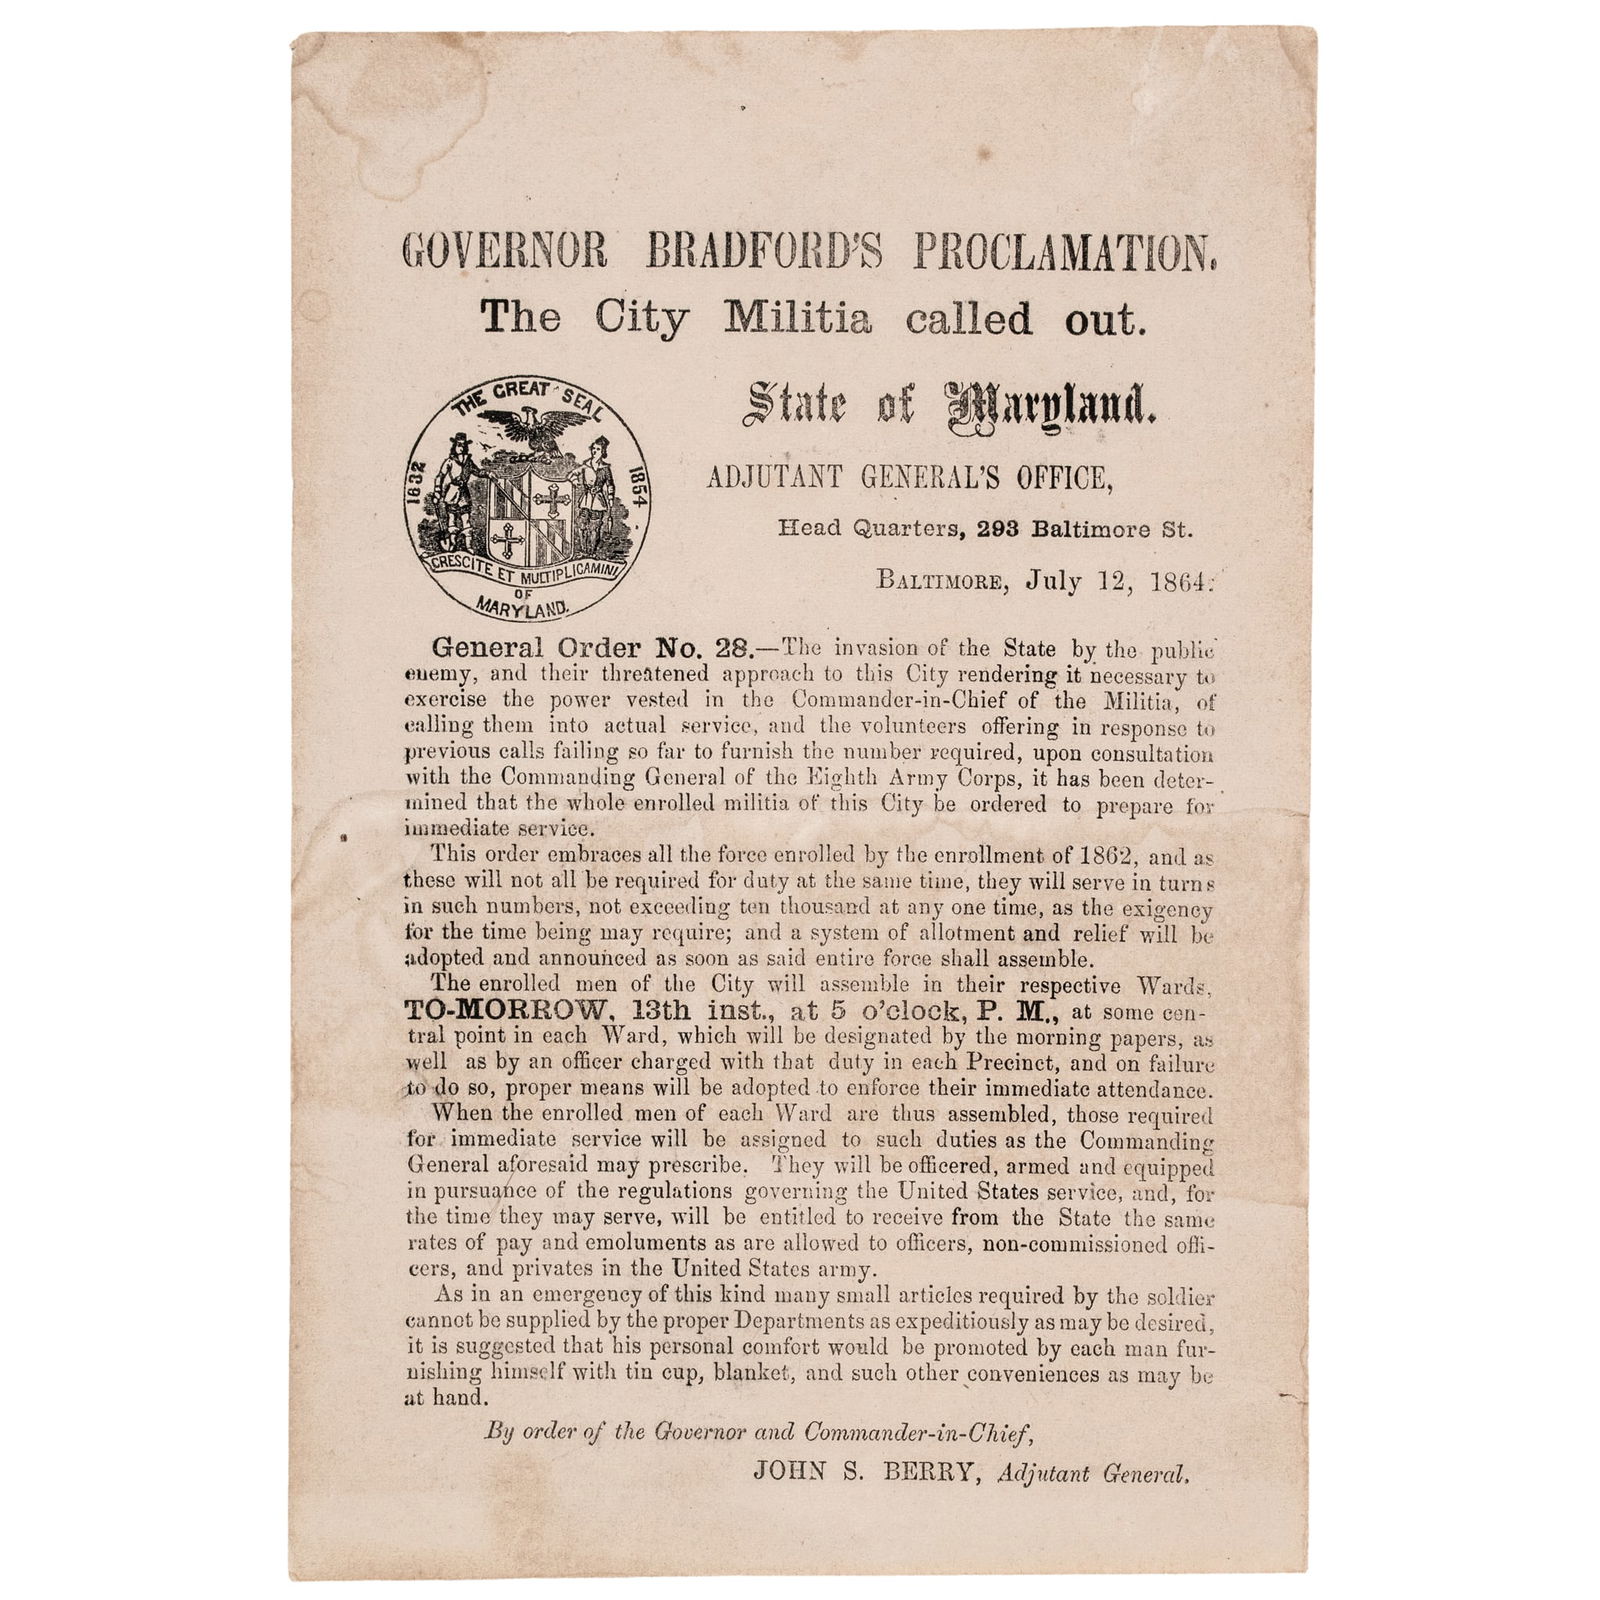 GOVERNOR BRADFORD'S PROCLAMATION.
The City Militia called out.
THE GREAT SEAL
1632
1854
CRESCITE ET MULTIPLICAMINI
OF
MARYLAND.
State of Maryland.
ADJUTANT GENERAL'S OFFICE,
Head Quarters, 293 Baltimore St.
BALTIMORE, July 12, 1864.
General Order No. 28.—The invasion of the State by the public
enemy, and their threatened approach to this City rendering it necessary to
exercise the power vested in the Commander-in-Chief of the Militia, of
calling them into actual service, and the volunteers offering in response to
previous calls failing so far to furnish the number required, upon consultation
with the Commanding General of the Eighth Army Corps, it has been deter-
mined that the whole enrolled militia of this City be ordered to prepare for
immediate service.
This order embraces all the force enrolled by the enrollment of 1862, and as
these will not all be required for duty at the same time, they will serve in turns
in such numbers, not exceeding ten thousand at any one time, as the exigency
for the time being may require; and a system of allotment and relief will be
adopted and announced as soon as said entire force shall assemble.
The enrolled men of the City will assemble in their respective Wards,
TO-MORROW, 13th inst., at 5 o'clock, P. M., at some cen-
tral point in each Ward, which will be designated by the morning papers, as
well as by an officer charged with that duty in each Precinct, and on failure
to do so, proper means will be adopted to enforce their immediate attendance.
When the enrolled men of each Ward are thus assembled, those required
for immediate service will be assigned to such duties as the Commanding
General aforesaid may prescribe. They will be officered, armed and equipped
in pursuance of the regulations governing the United States service, and, for
the time they may serve, will be entitled to receive from the State the same
rates of pay and emoluments as are allowed to officers, non-commissioned offi-
cers, and privates in the United States army.
As in an emergency of this kind many small articles required by the soldier
cannot be supplied by the proper Departments as expeditiously as may be desired,
it is suggested that his personal comfort would be promoted by each man fur-
nishing himself with tin cup, blanket, and such other conveniences as may be
at hand.
By order of the Governor and Commander-in-Chief,
JOHN S. BERRY, Adjutant General.